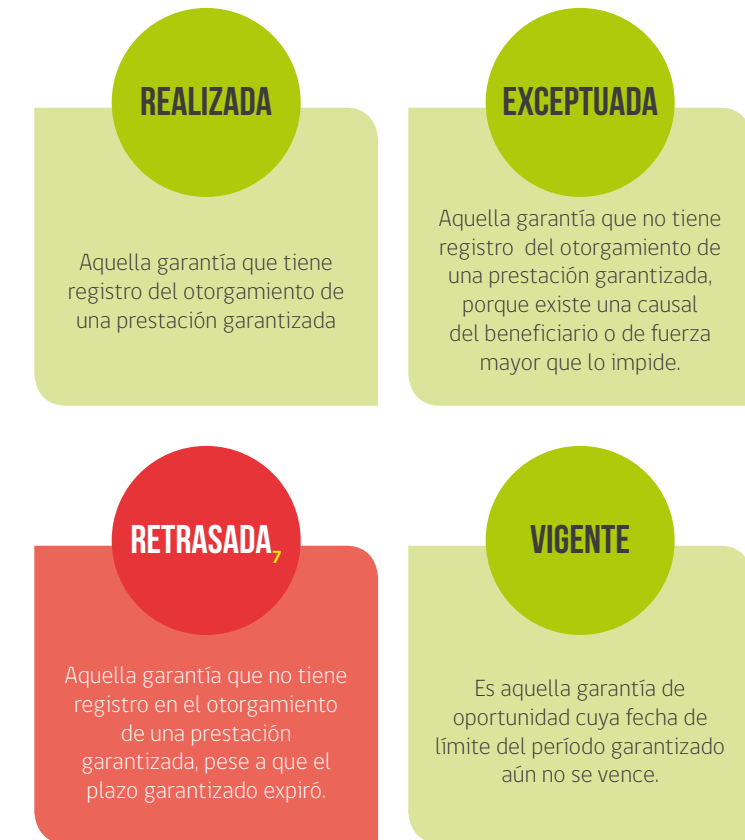 REALIZADA
Aquella garantía que tiene
registro del otorgamiento de
una prestación garantizada
EXCEPTUADA
Aquella garantía que no tiene
registro  del otorgamiento de
una prestación garantizada,
porque existe una causal
del beneficiario o de fuerza
mayor que lo impide.
RETRASADA7
Aquella garantía que no tiene
registro en el otorgamiento
de una prestación
garantizada, pese a que el
plazo garantizado expiró.
VIGENTE
Es aquella garantía de
oportunidad cuya fecha de
límite del período garantizado
aún no se vence.